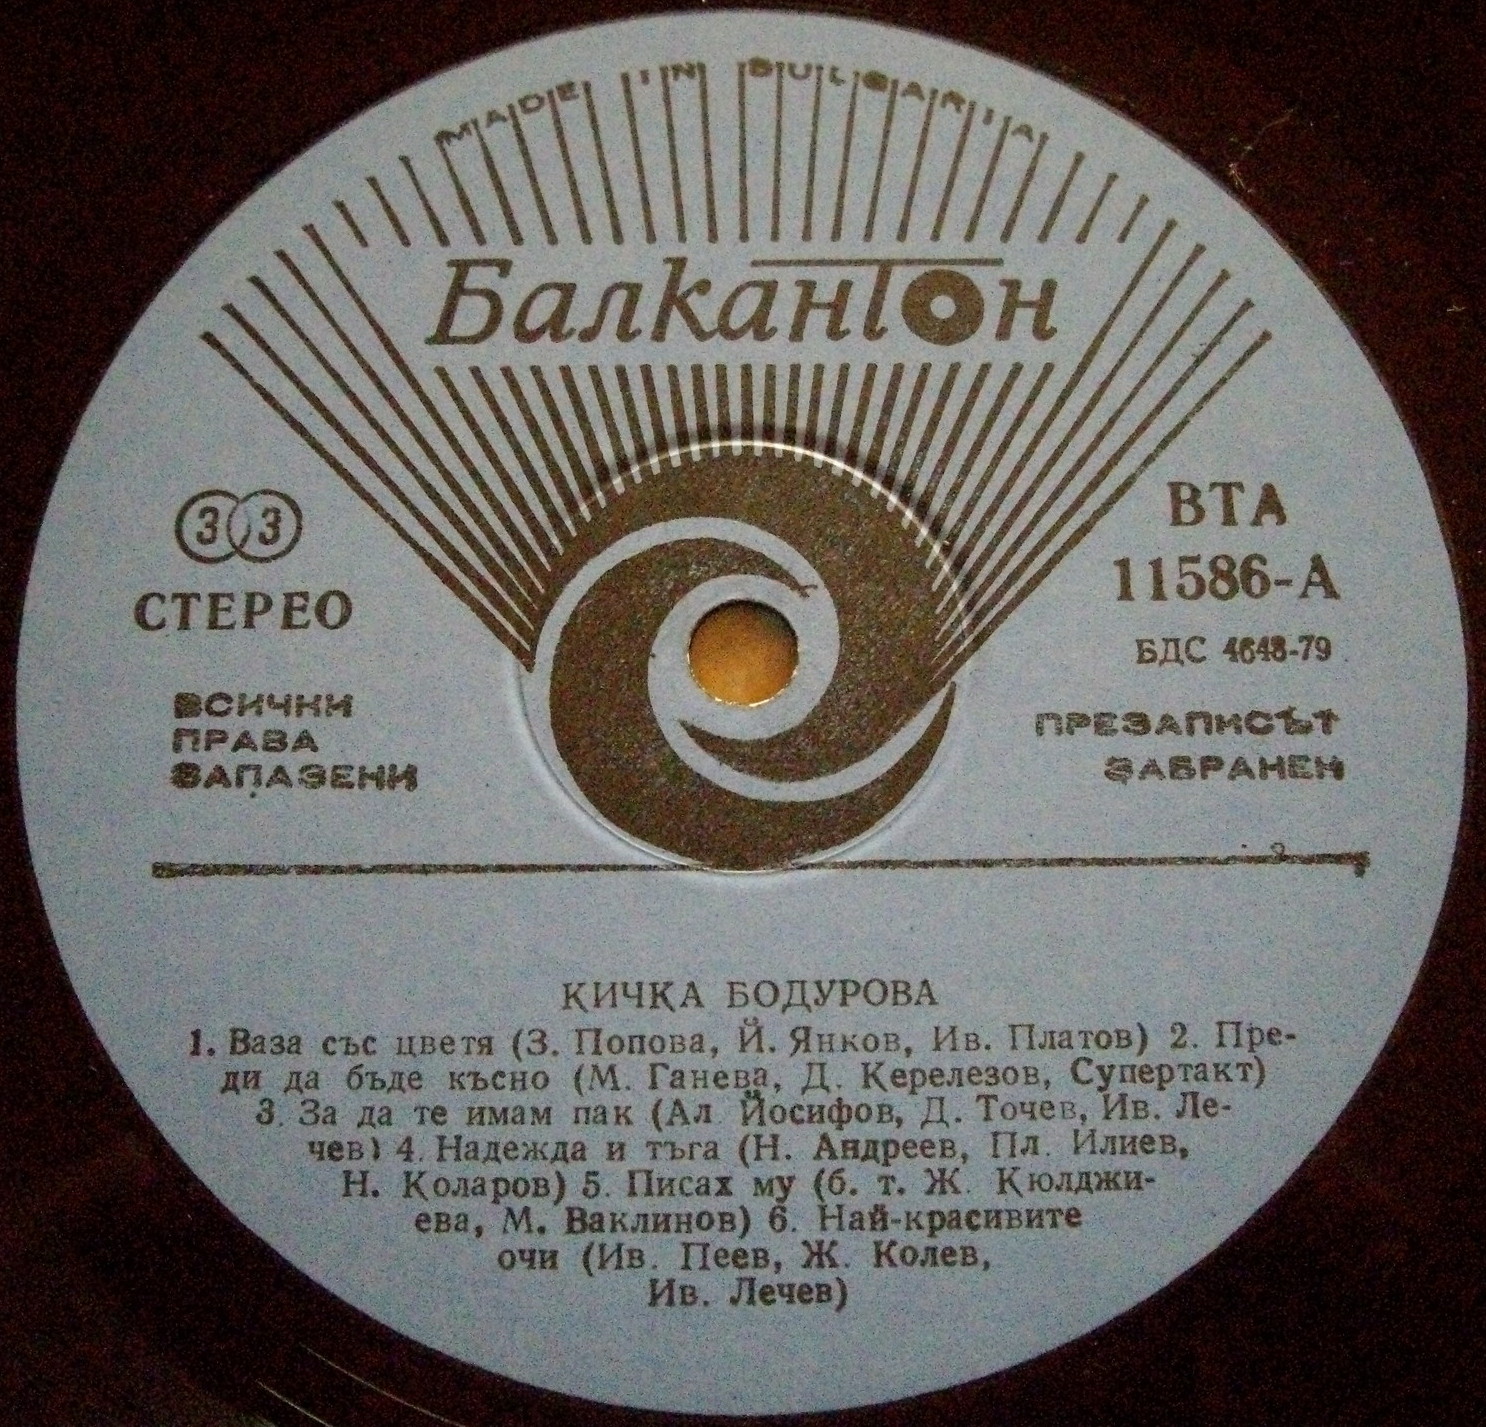 MADE IN BULGARIA
Балкантон
33
СТЕРЕО
ВСИЧКИ
ПРАВА
ЗАПАЗЕНИ
ВТА
11586-А
БДС 4648-79
ПРЕЗАПИСЪТ
ЗАБРАНЕН
КИЧКА БОДУРОВА
1. Ваза със цветя (З. Попова, Й. Янков, Ив. Платов) 2. Пре-
ди да бъде късно (М. Ганева, Д. Керелезов, Супертакт)
3. За да те имам пак (Ал. Йосифов, Д. Точев, Ив. Ле-
чев) 4. Надежда и тъга (Н. Андреев, Пл. Илиев,
Н. Коларов) 5. Писах му (б. т. Ж. Кюлджи-
ева, М. Ваклинов) 6. Най-красивите
очи (Ив. Пеев, Ж. Колев,
Ив. Лечев)